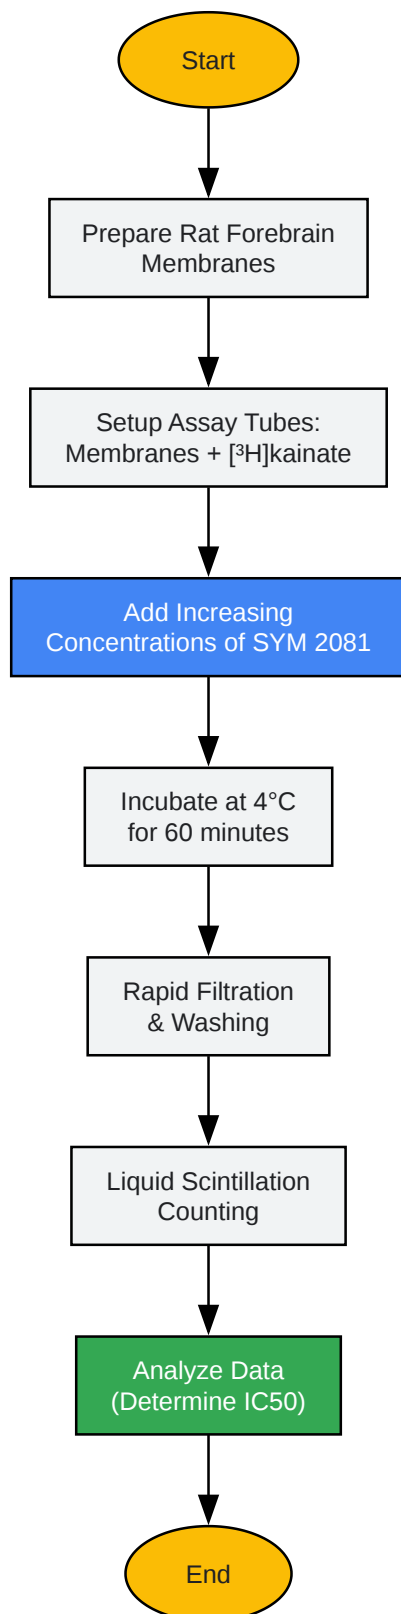 Start
Prepare Rat Forebrain
Membranes
Setup Assay Tubes:
Membranes + [³H]kainate
Add Increasing
Concentrations of SYM 2081
Incubate at 4°C
for 60 minutes
Rapid Filtration
& Washing
Liquid Scintillation
Counting
Analyze Data
(Determine IC50)
End